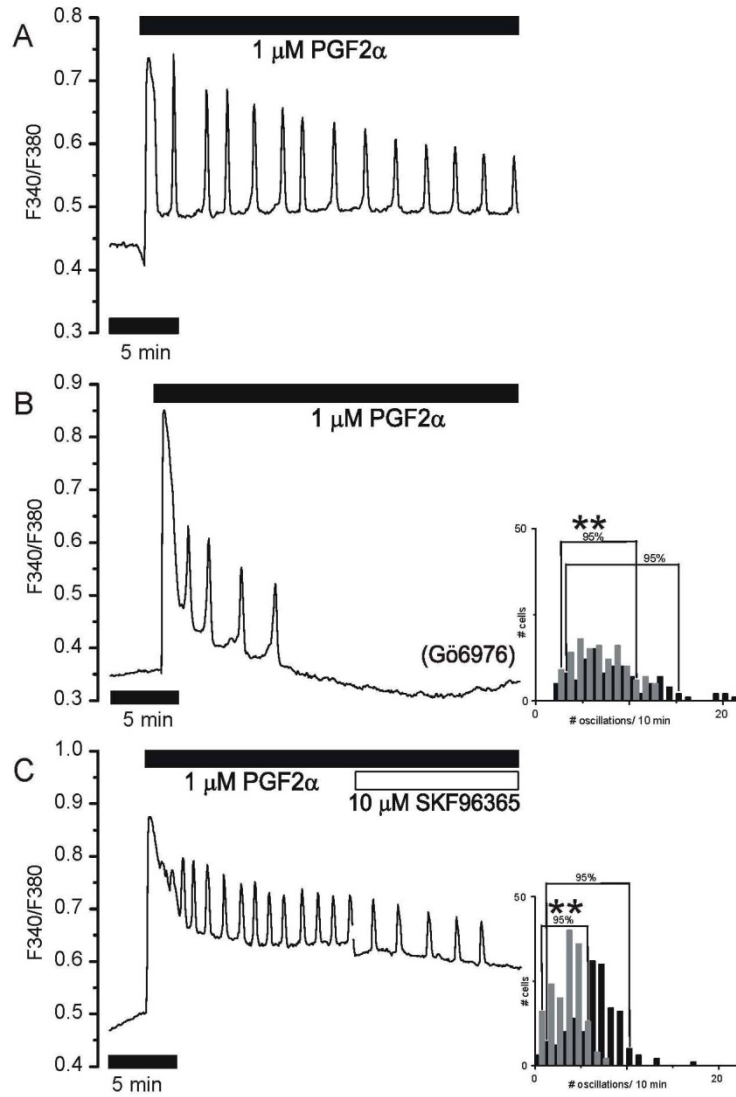 A
0.8
1 μM PGF2α
0.7
0.6
F340/F380
0.5
0.4
0.3
5 min
B
0.9
1 μM PGF2α
0.8
0.7
0.6
F340/F380
0.5
0.4
(Gö6976)
0.3
5 min
50
**
95%
95%
# cells
0
0
20
# oscillations/ 10 min
C
1.0
1 μM PGF2α
0.9
10 μM SKF96365
0.8
0.7
F340/F380
0.6
0.5
0.4
5 min
50
95%
**
95%
# cells
0
0
20
# oscillations/ 10 min